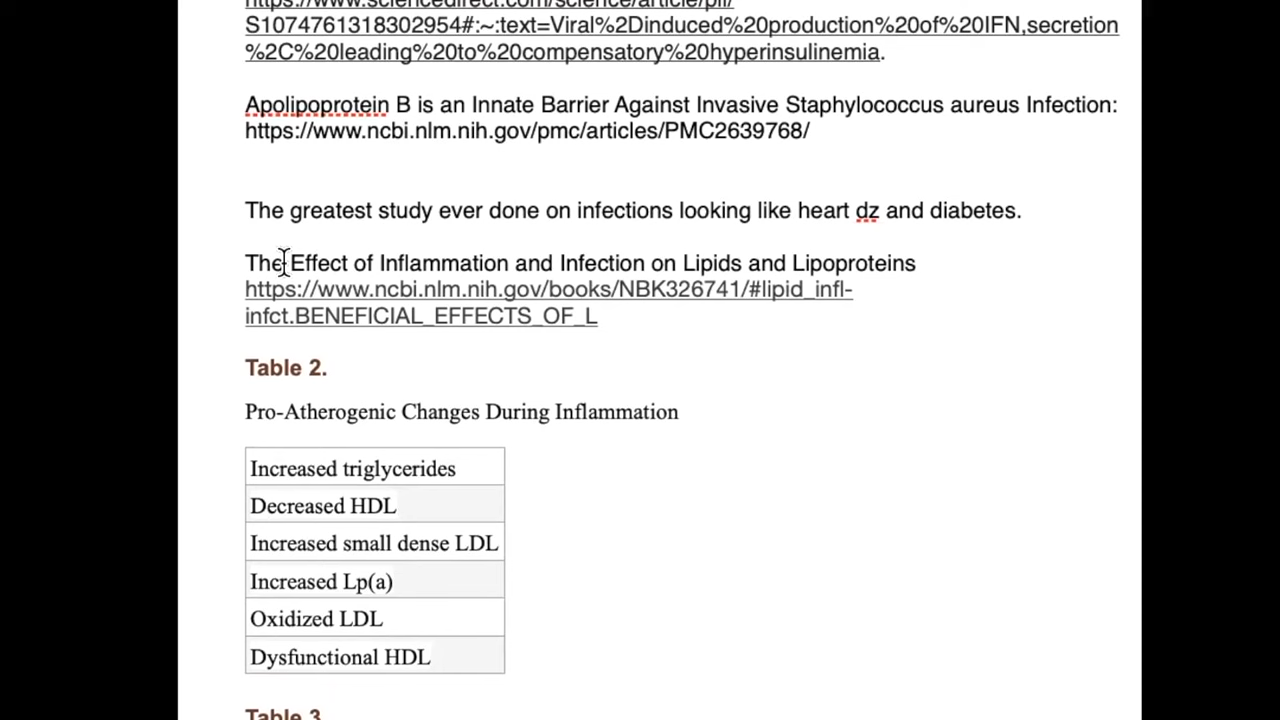 https://www.sciencedirect.com/science/article/pii/
S1074761318302954#:~:text=Viral%2Dinduced%20production%20of%20IFN,secretion
%2C%20leading%20to%20compensatory%20hyperinsulinemia.
Apolipoprotein B is an Innate Barrier Against Invasive Staphylococcus aureus Infection:
https://www.ncbi.nlm.nih.gov/pmc/articles/PMC2639768/
The greatest study ever done on infections looking like heart dz and diabetes.
The Effect of Inflammation and Infection on Lipids and Lipoproteins
https://www.ncbi.nlm.nih.gov/books/NBK326741/#lipid_infl-
infct.BENEFICIAL_EFFECTS_OF_L
Table 2.
Pro-Atherogenic Changes During Inflammation
Increased triglycerides
Decreased HDL
Increased small dense LDL
Increased Lp(a)
Oxidized LDL
Dysfunctional HDL
Table 3